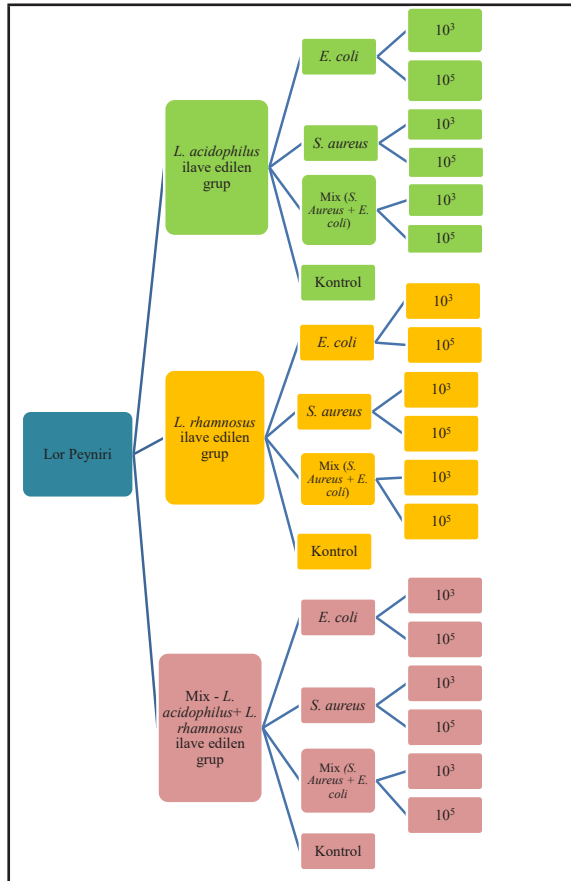 Lor Peyniri
L. acidophilus
ilave edilen
grup
E. coli
10³
10⁵
S. aureus
10³
10⁵
Mix (S.
Aureus + E.
coli)
10³
10⁵
Kontrol
L. rhamnosus
ilave edilen
grup
E. coli
10³
10⁵
S. aureus
10³
10⁵
Mix (S.
Aureus + E.
coli)
10³
10⁵
Kontrol
Mix - L.
acidophilus+ L.
rhamnosus
ilave edilen
grup
E. coli
10³
10⁵
S. aureus
10³
10⁵
Mix (S.
Aureus + E.
coli
10³
10⁵
Kontrol